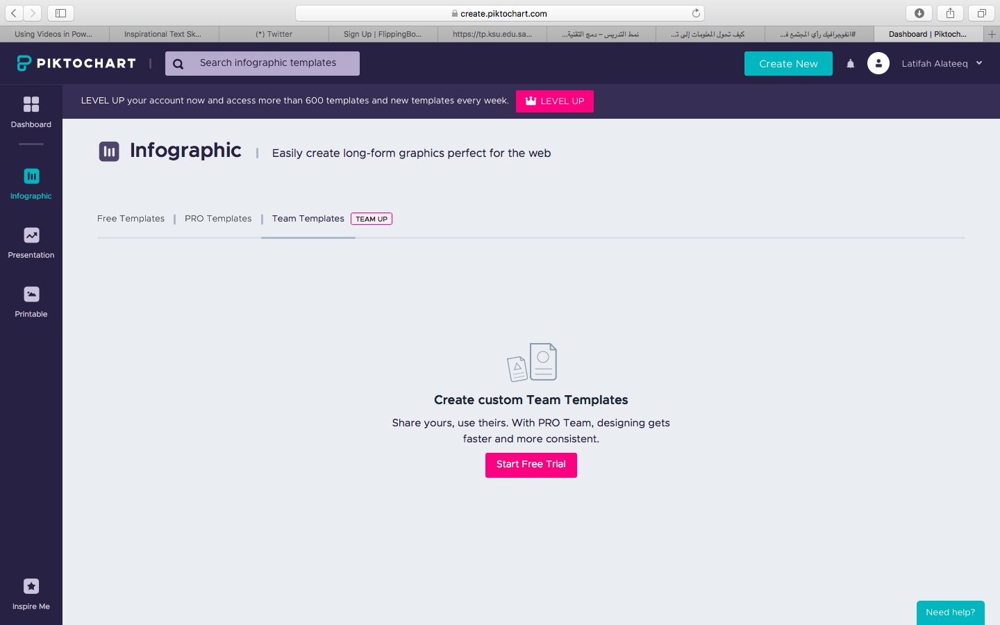 create.piktochart.com
Using Videos in Pow...
Inspirational Text Sk...
(*) Twitter
Sign Up | FlippingBo...
https://tp.ksu.edu.sa...
نمط التدريس – دمج التقنية...
كيف تحول المعلومات إلى تـ...
#انفوجرافيك رأي المجتمع فـ...
Dashboard | Piktoch...
PIKTOCHART
Search infographic templates
Create New
Latifah Alateeq
LEVEL UP your account now and access more than 600 templates and new templates every week.
LEVEL UP
Dashboard
Infographic
Easily create long-form graphics perfect for the web
Infographic
Free Templates
PRO Templates
Team Templates
TEAM UP
Presentation
Printable
Create custom Team Templates
Share yours, use theirs. With PRO Team, designing gets
faster and more consistent.
Start Free Trial
Inspire Me
Need help?